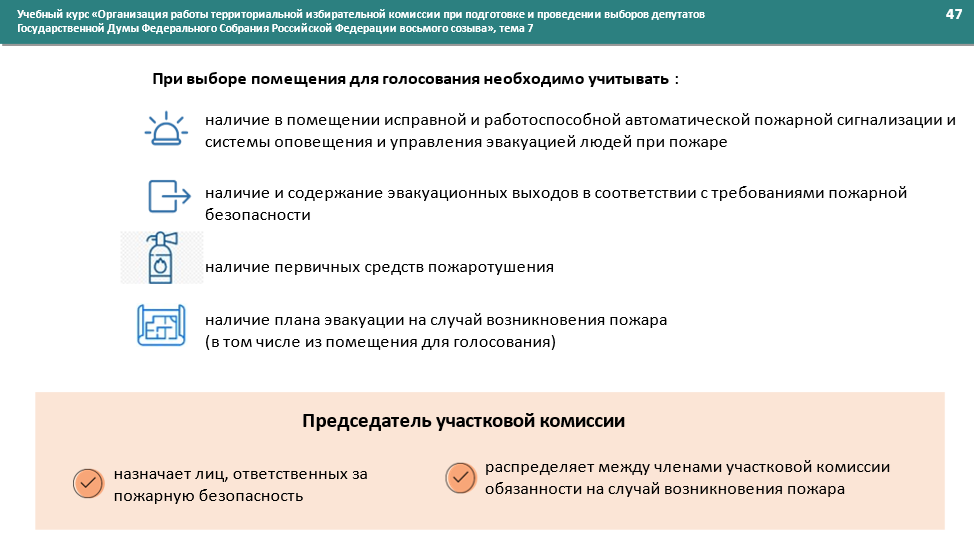 Учебный курс «Организация работы территориальной избирательной комиссии при подготовке и проведении выборов депутатов
Государственной Думы Федерального Собрания Российской Федерации восьмого созыва», тема 7
47
При выборе помещения для голосования необходимо учитывать :
наличие в помещении исправной и работоспособной автоматической пожарной сигнализации и
системы оповещения и управления эвакуацией людей при пожаре
наличие и содержание эвакуационных выходов в соответствии с требованиями пожарной
безопасности
наличие первичных средств пожаротушения
наличие плана эвакуации на случай возникновения пожара
(в том числе из помещения для голосования)
Председатель участковой комиссии
назначает лиц, ответственных за
пожарную безопасность
распределяет между членами участковой комиссии
обязанности на случай возникновения пожара